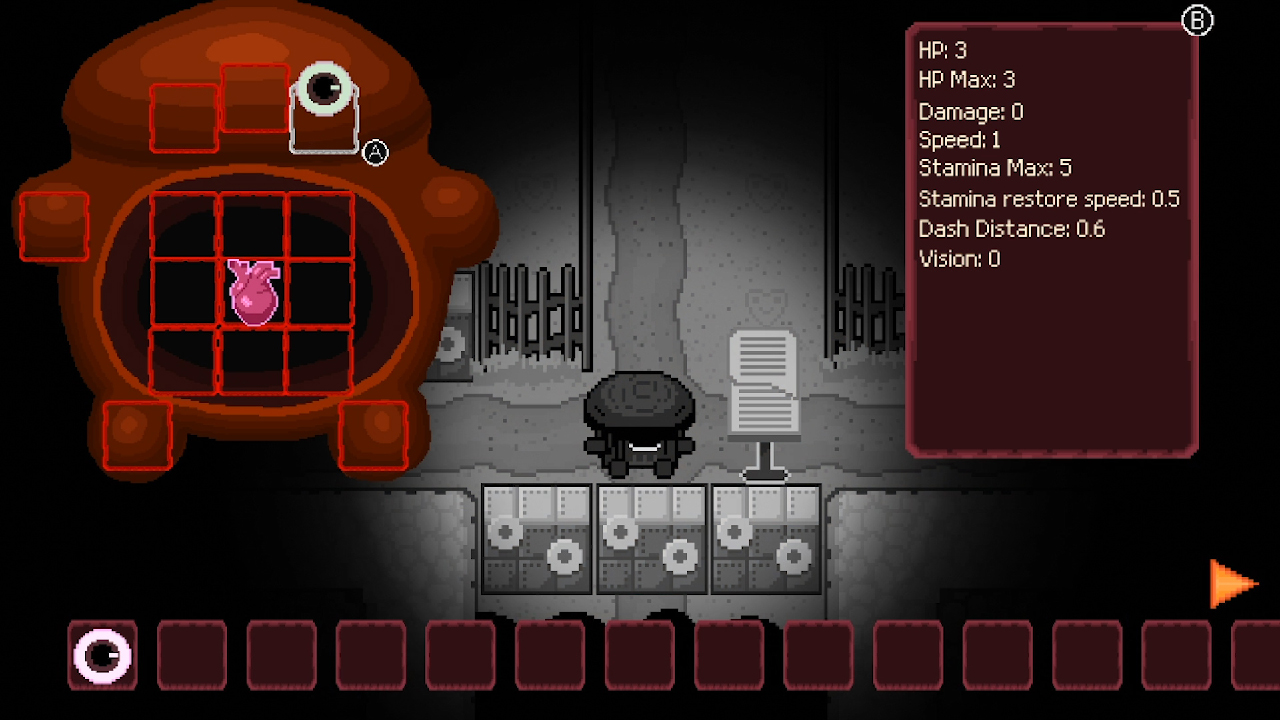 B
HP: 3
HP Max: 3
Damage: 0
Speed: 1
Stamina Max: 5
Stamina restore speed: 0.5
Dash Distance: 0.6
Vision: 0
A